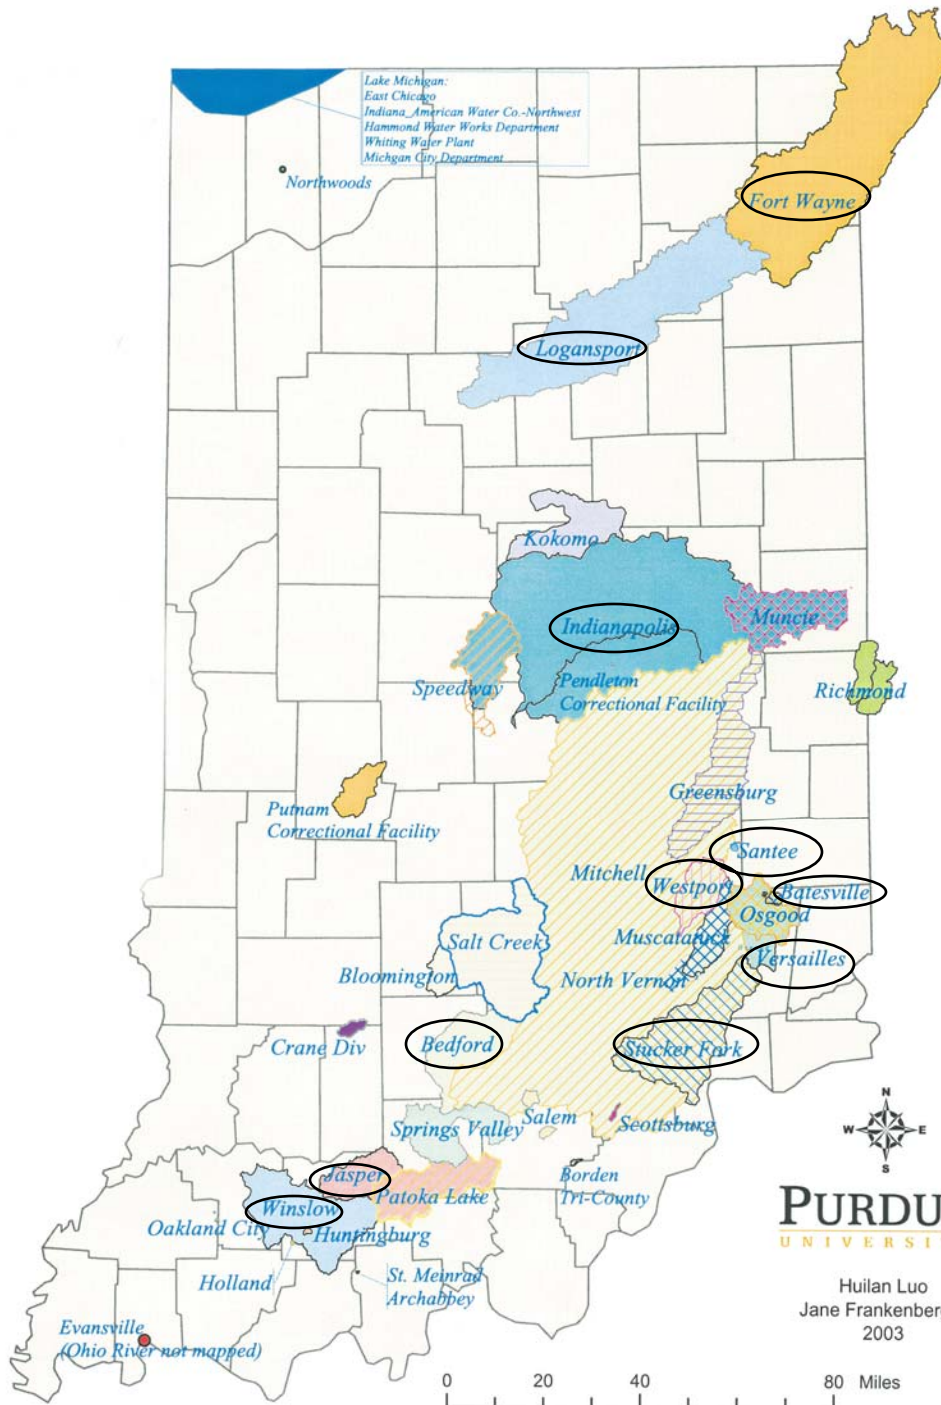 Lake Michigan:
East Chicago
Indiana_American Water Co.-Northwest
Hammond Water Works Department
Whiting Water Plant
Michgan City Department
Northwoods
Fort Wayne
Logansport
Kokomo
Indianapolis
Muncie
Speedway
Pendleton
Correctional Facility
Richmond
Greensburg
Putnam
Correctional Facility
Santee
Mitchell
Westport
Batesville
Osgood
Salt Creek
Muscatatuck
Versailles
Bloomington
North Vernon
Crane Div
Bedford
Stucker Fork
Springs Valley
Salem
Scottsburg
Jasper
Patoka Lake
Borden
Tri-County
Winslow
Oakland City
Huntingburg
Holland
St. Meinrad
Archabbey
Evansville
(Ohio River not mapped)
N
W
E
S
PURDU
UNIVERSI
Huilan Luo
Jane Frankenber
2003
0 20 40 80 Miles